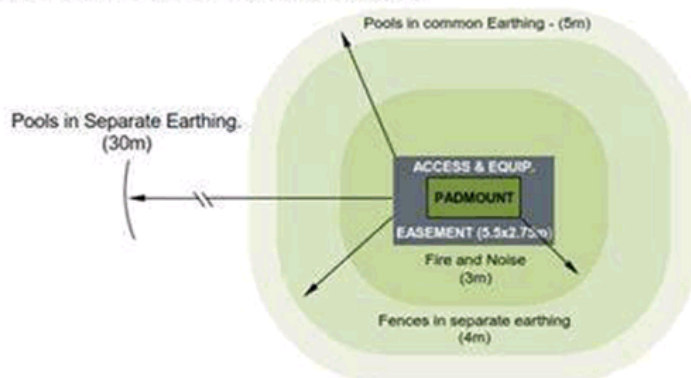 Pools in common Earthing - (5m)
Pools in Separate Earthing.
(30m)
ACCESS & EQUIP.
PADMOUNT
EASEMENT (5.5x2.75m)
Fire and Noise
(3m)
Fences in separate earthing
(4m)